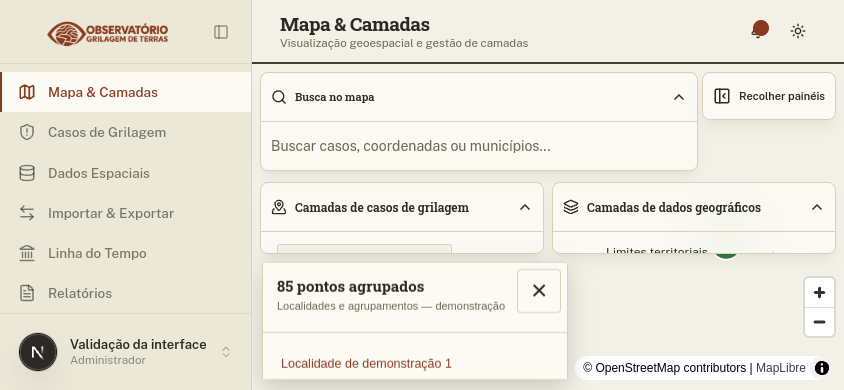 OBSERVATÓRIO
GRILAGEM DE TERRAS
Mapa & Camadas
Casos de Grilagem
Dados Espaciais
Importar & Exportar
Linha do Tempo
Relatórios
N
Validação da interface
Administrador
Mapa & Camadas
Visualização geoespacial e gestão de camadas
Busca no mapa
Recolher painéis
Buscar casos, coordenadas ou municípios...
Camadas de casos de grilagem
Camadas de dados geográficos
Limites territoriais
85 pontos agrupados
Localidades e agrupamentos — demonstração
Localidade de demonstração 1
© OpenStreetMap contributors | MapLibre